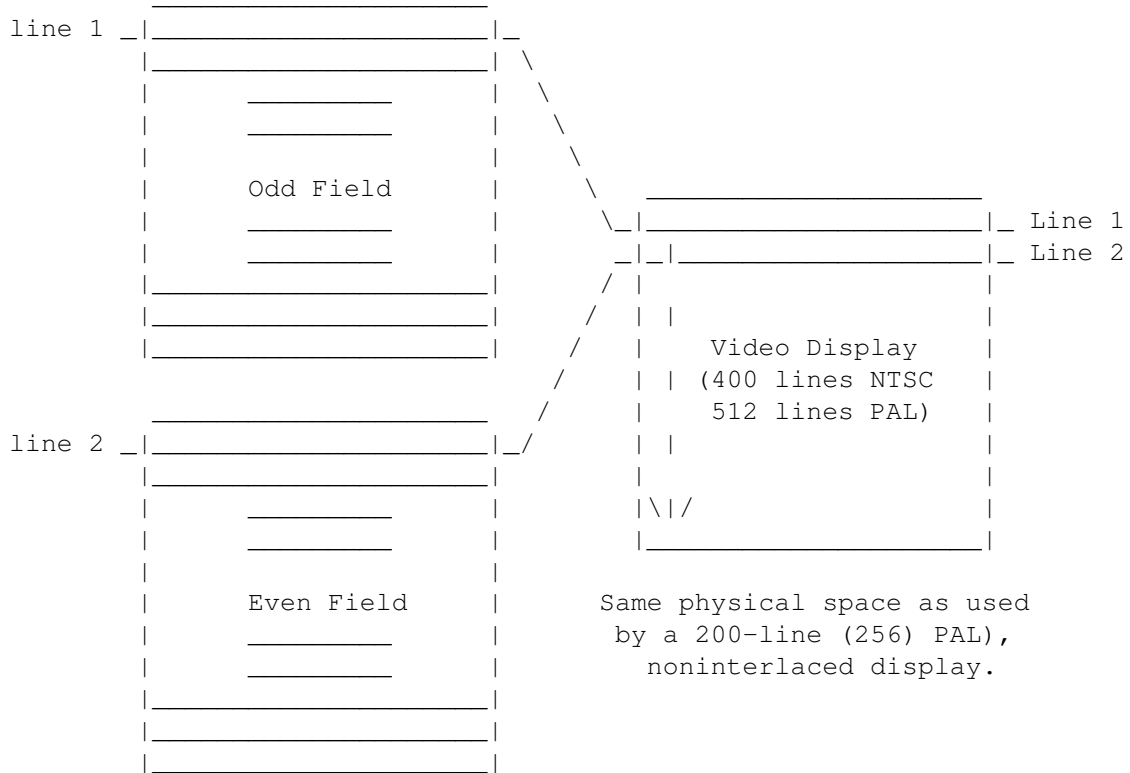 line 1
Odd Field
Line 1
Line 2
Video Display
(400 lines NTSC
512 lines PAL)
line 2
Even Field
Same physical space as used
by a 200-line (256) PAL),
noninterlaced display.